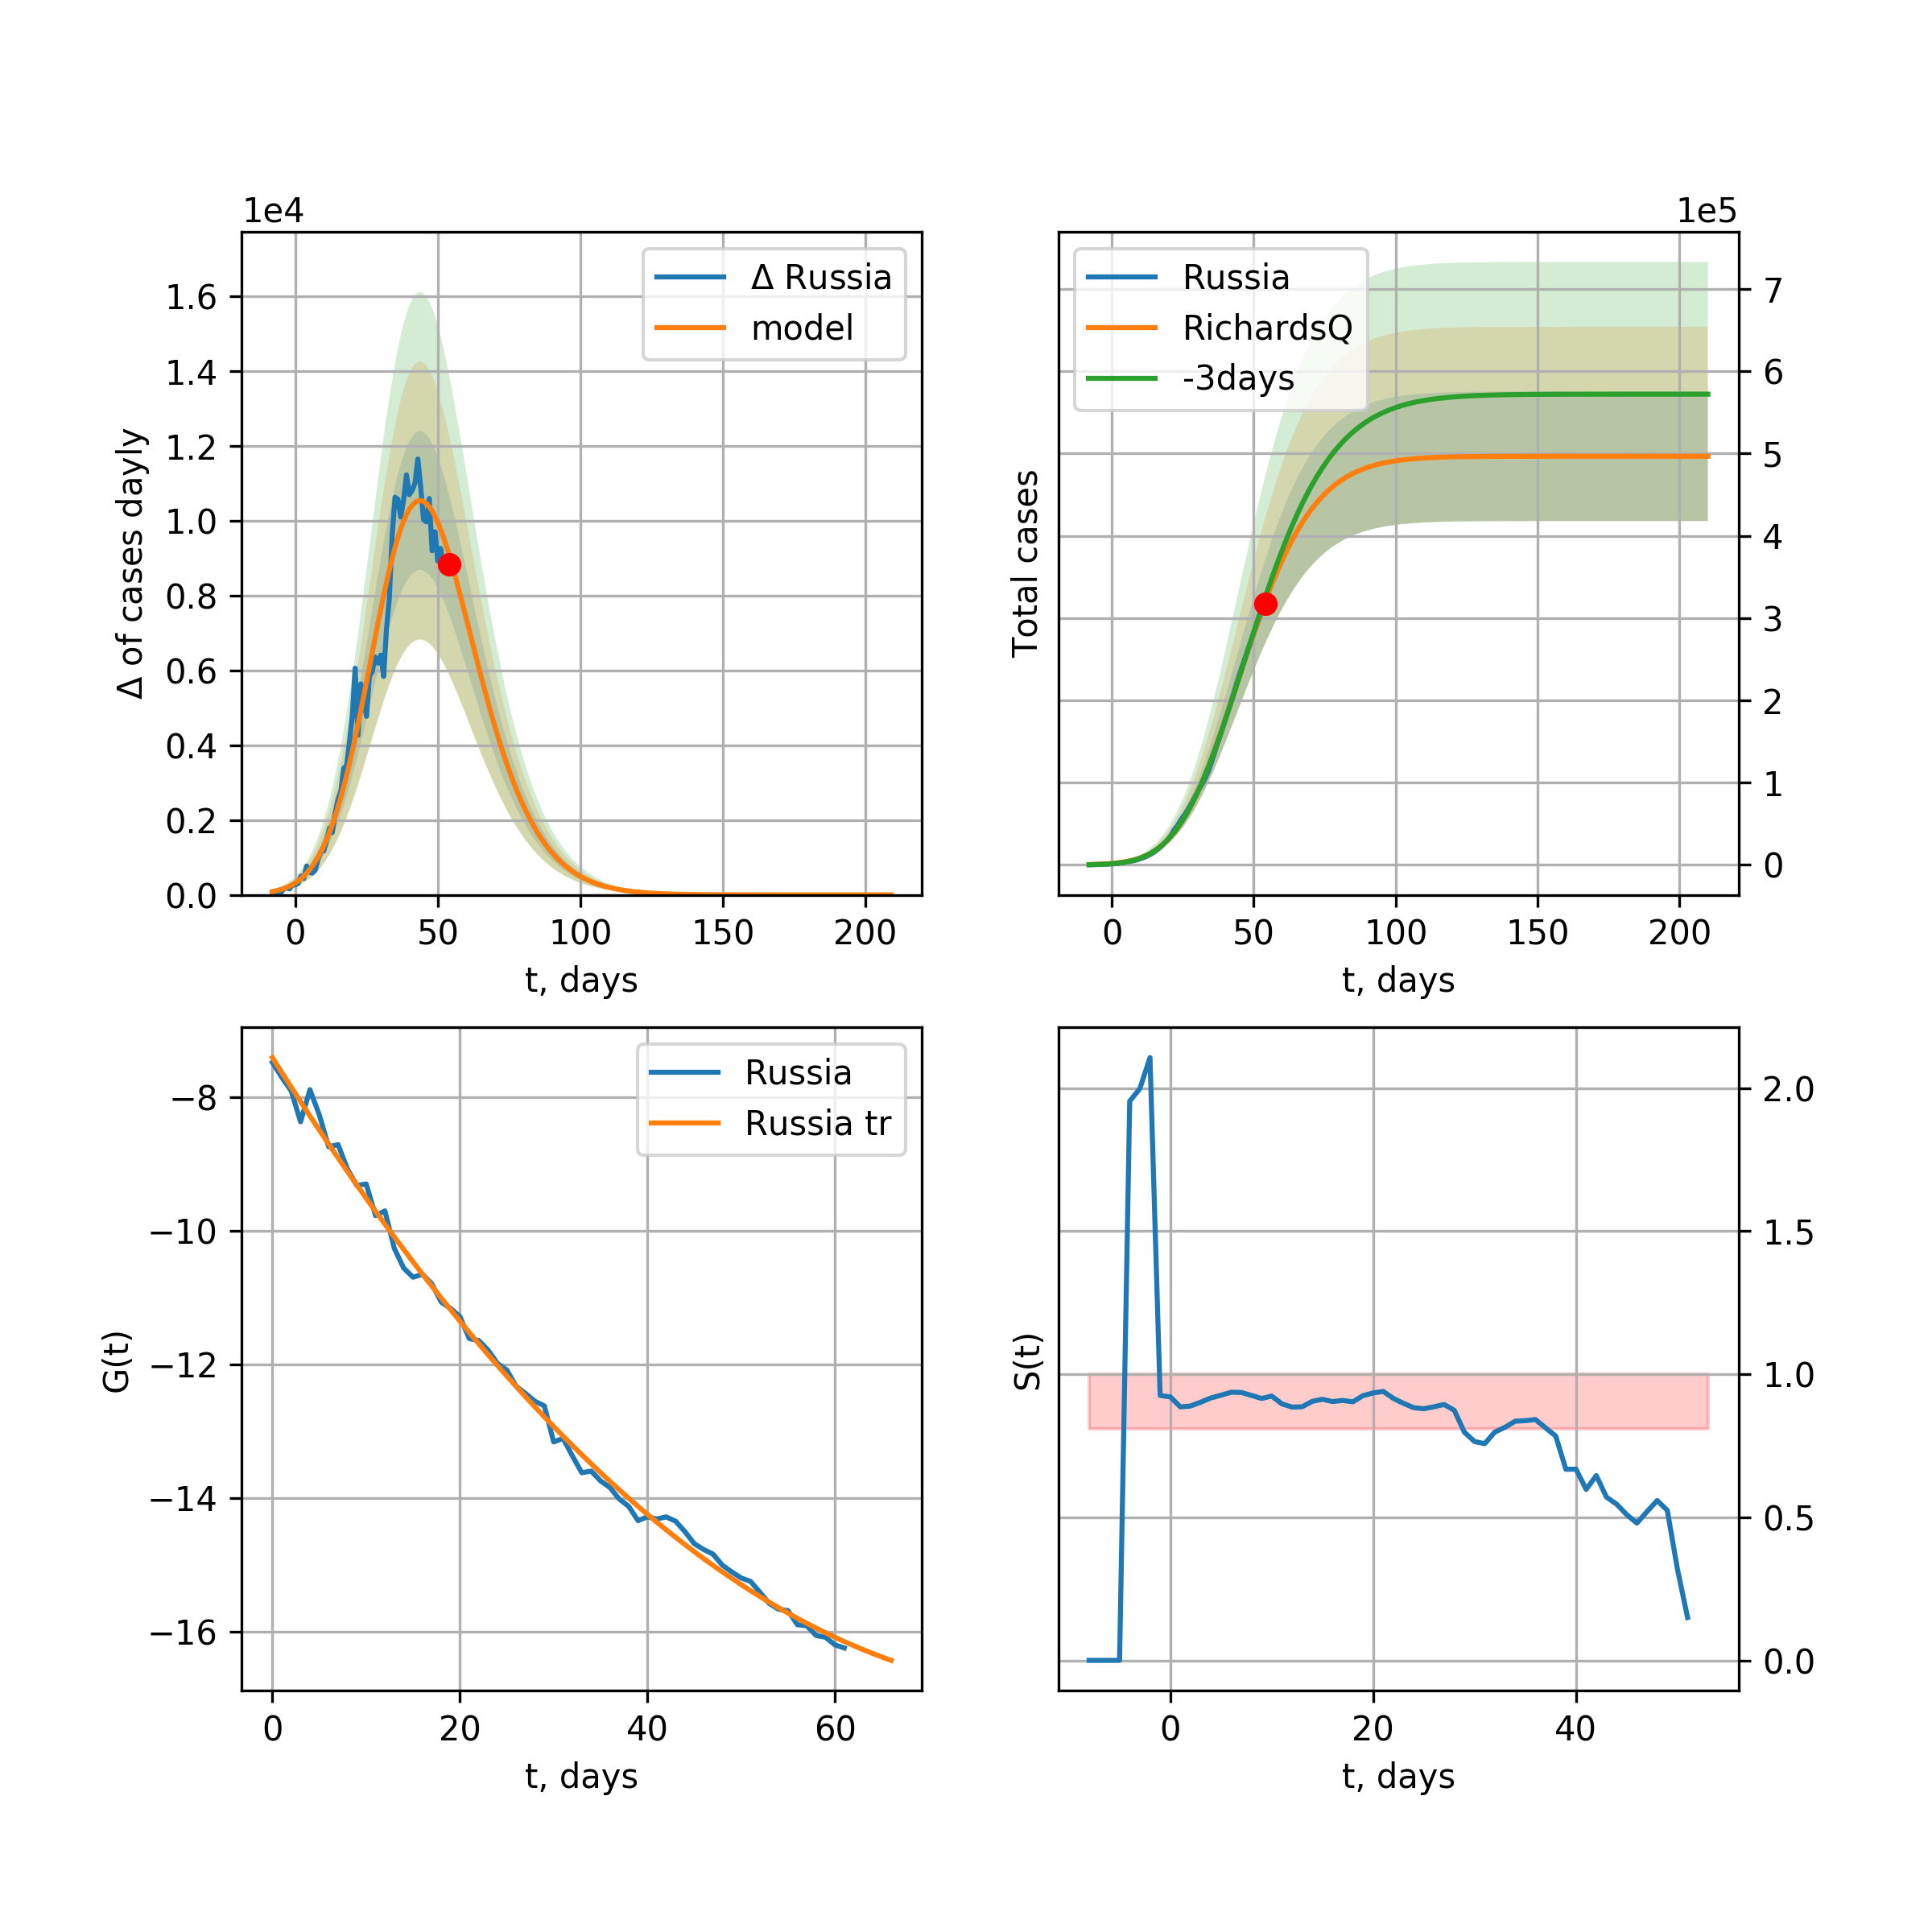 1e4
Δ of cases dayly
1.6
1.4
1.2
1.0
0.8
0.6
0.4
0.2
0.0
Δ Russia
model
0 50 100 150 200
t, days
1e5
Total cases
Russia
RichardsQ
-3days
7
6
5
4
3
2
1
0
0 50 100 150 200
t, days
G(t)
−8
−10
−12
−14
−16
Russia
Russia tr
0 20 40 60
t, days
S(t)
2.0
1.5
1.0
0.5
0.0
0 20 40
t, days